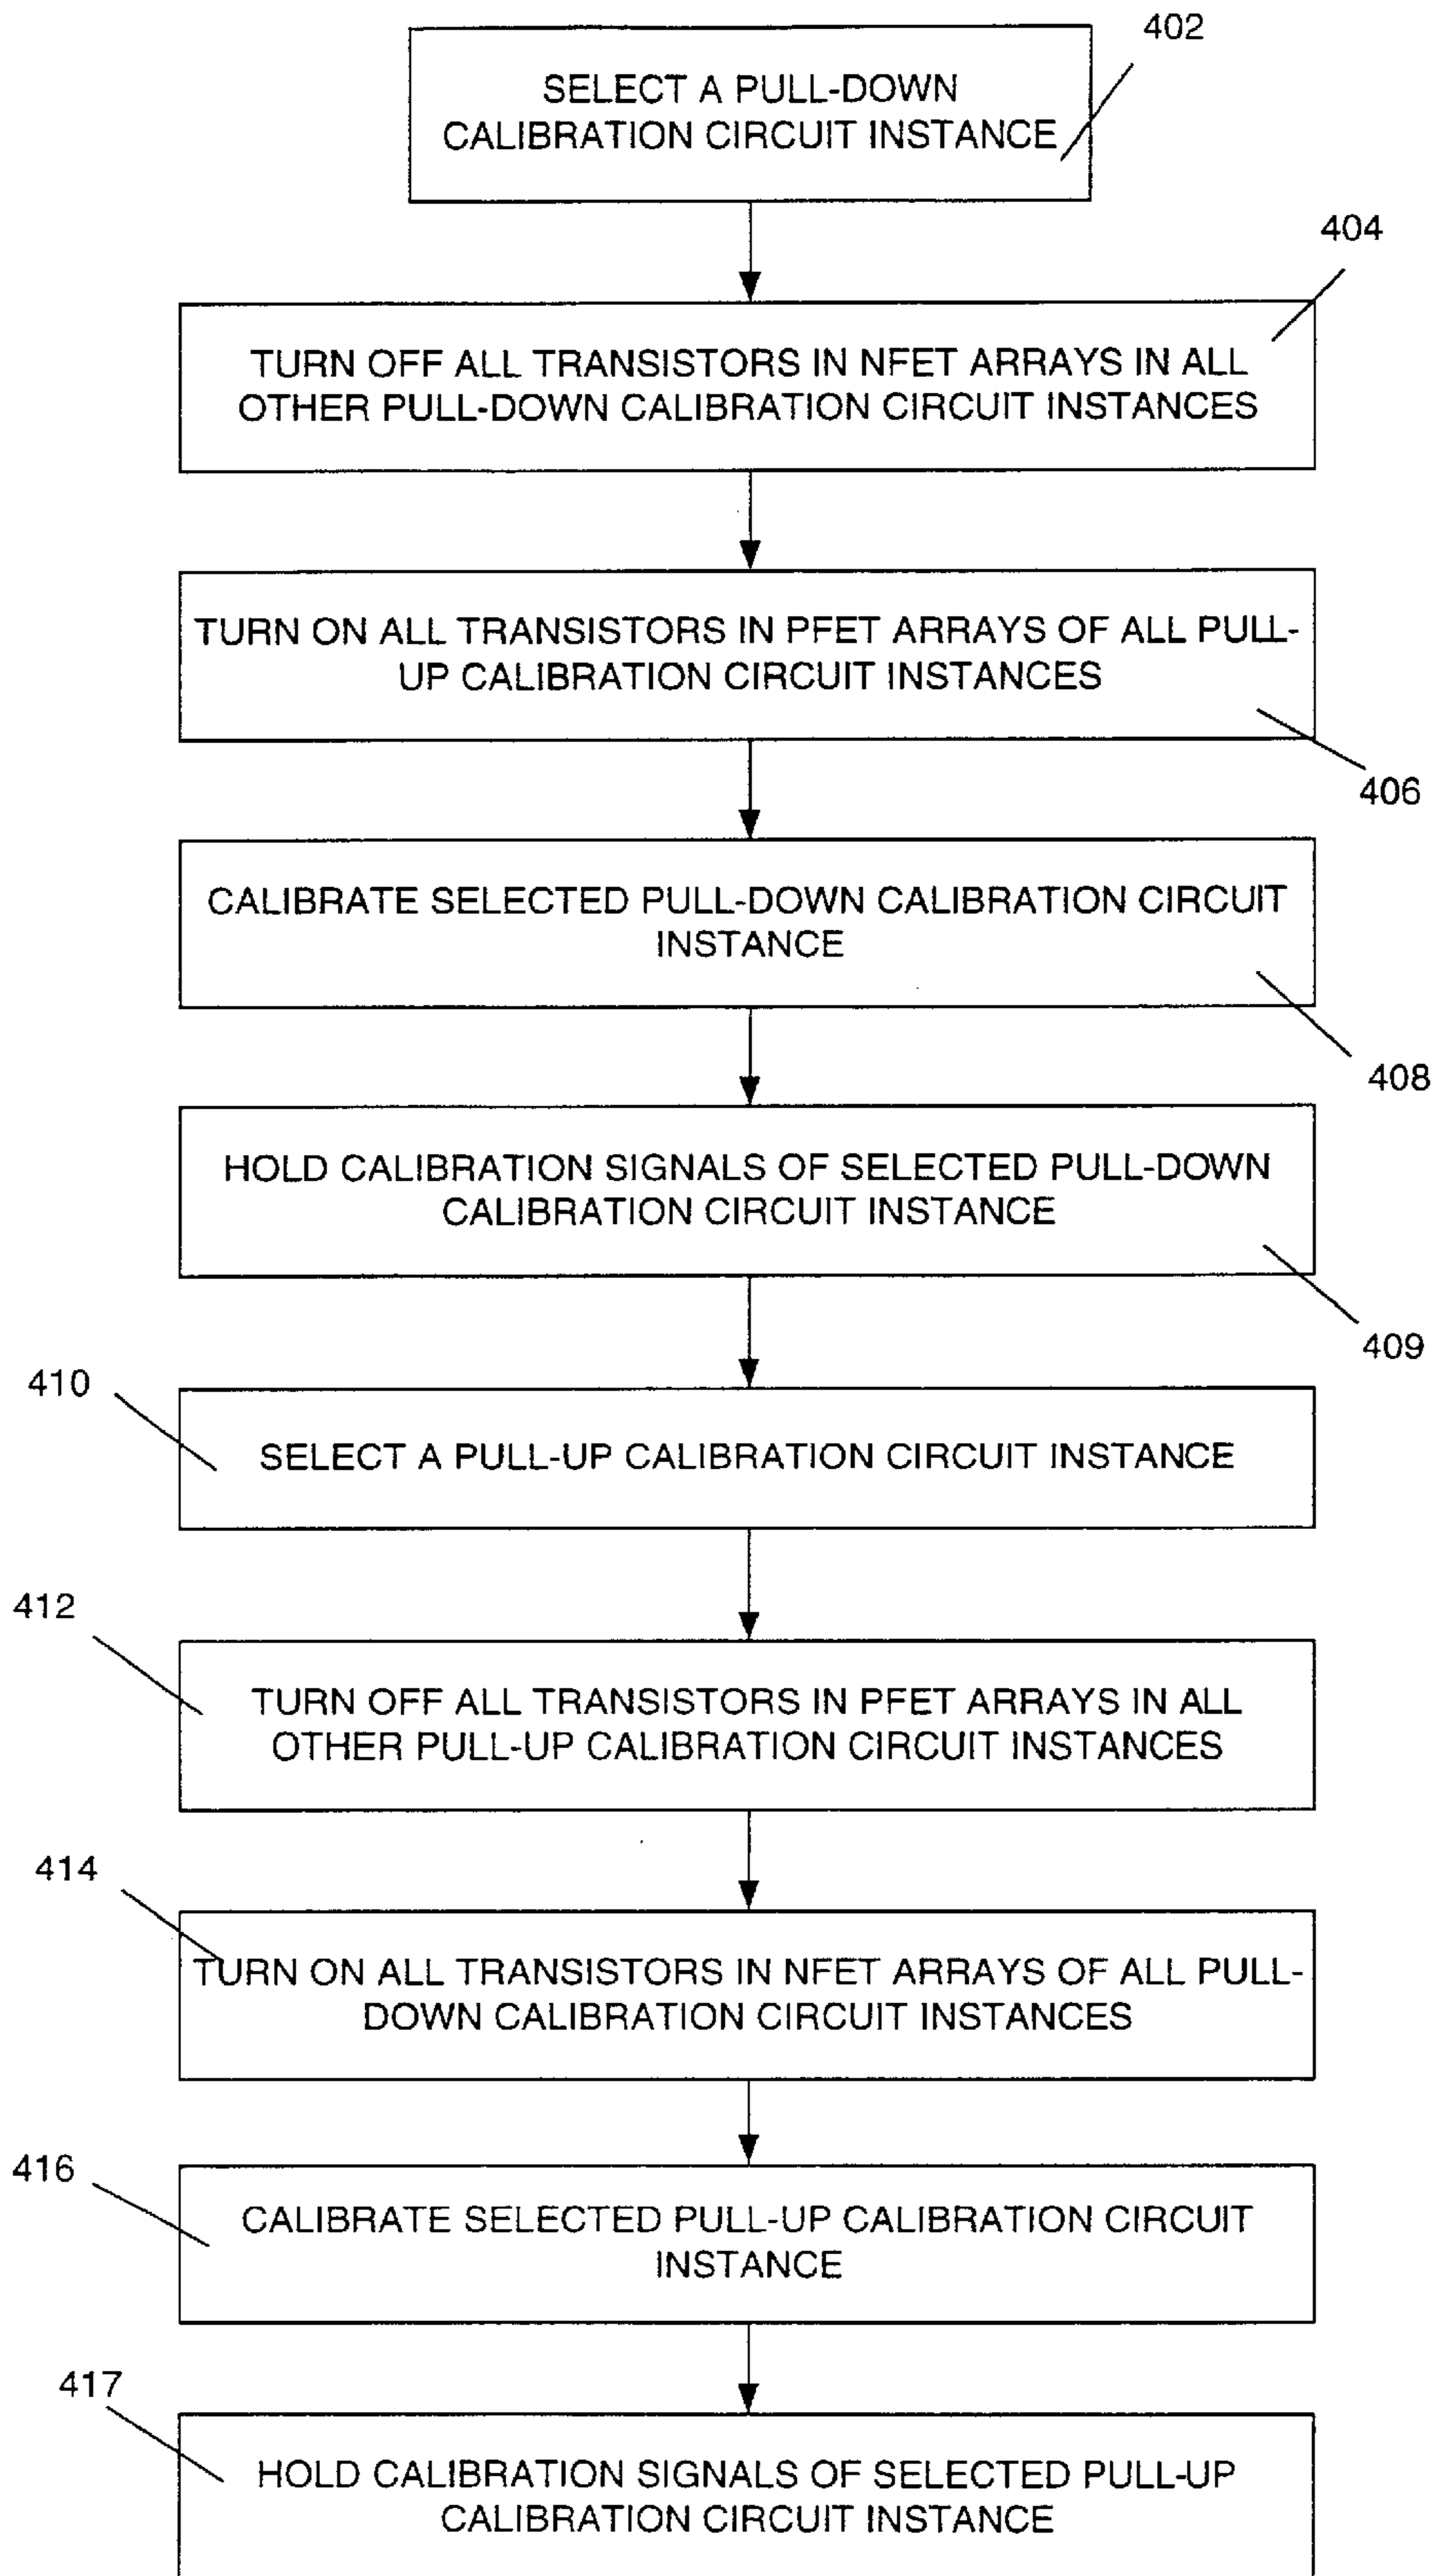 402
SELECT A PULL-DOWN
CALIBRATION CIRCUIT INSTANCE
404
TURN OFF ALL TRANSISTORS IN NFET ARRAYS IN ALL
OTHER PULL-DOWN CALIBRATION CIRCUIT INSTANCES
TURN ON ALL TRANSISTORS IN PFET ARRAYS OF ALL PULL-
UP CALIBRATION CIRCUIT INSTANCES
406
CALIBRATE SELECTED PULL-DOWN CALIBRATION CIRCUIT
INSTANCE
408
HOLD CALIBRATION SIGNALS OF SELECTED PULL-DOWN
CALIBRATION CIRCUIT INSTANCE
409
410
SELECT A PULL-UP CALIBRATION CIRCUIT INSTANCE
412
TURN OFF ALL TRANSISTORS IN PFET ARRAYS IN ALL
OTHER PULL-UP CALIBRATION CIRCUIT INSTANCES
414
TURN ON ALL TRANSISTORS IN NFET ARRAYS OF ALL PULL-
DOWN CALIBRATION CIRCUIT INSTANCES
416
CALIBRATE SELECTED PULL-UP CALIBRATION CIRCUIT
INSTANCE
417
HOLD CALIBRATION SIGNALS OF SELECTED PULL-UP
CALIBRATION CIRCUIT INSTANCE